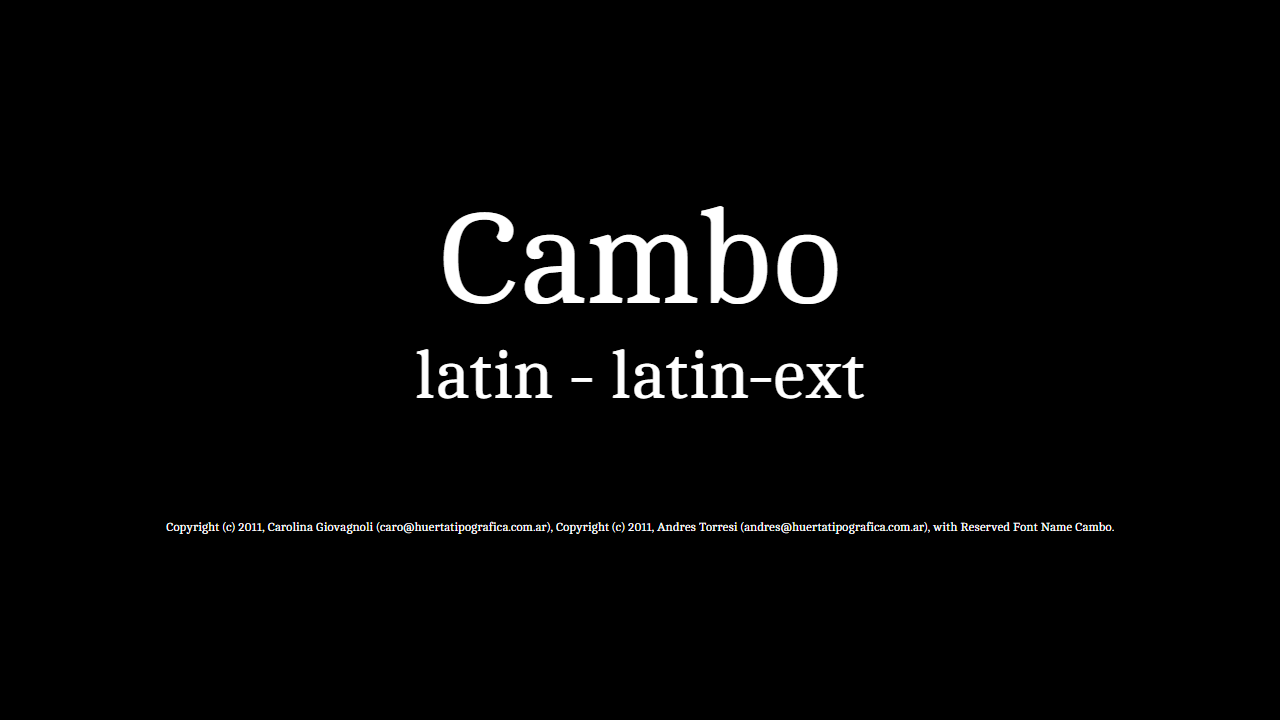 Cambo
latin - latin-ext
Copyright (c) 2011, Carolina Giovagnoli (caro@huertatipografica.com.ar), Copyright (c) 2011, Andres Torresi (andres@huertatipografica.com.ar), with Reserved Font Name Cambo.